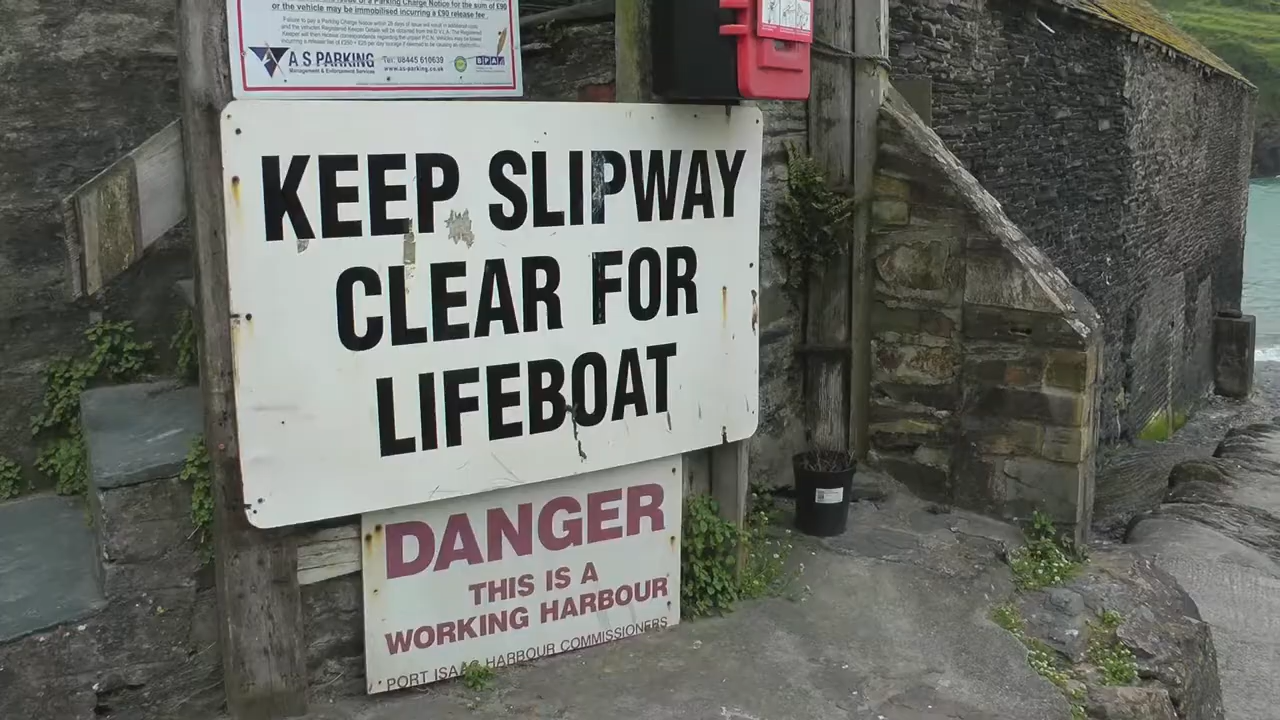 or the vehicle may be immobilised incurring a £90 release fee
A S PARKING
Management & Enforcement Services
Tel: 08445 610639
www.as-parking.co.uk
BPA
KEEP SLIPWAY
CLEAR FOR
LIFEBOAT
DANGER
THIS IS A
WORKING HARBOUR
PORT ISAAC HARBOUR COMMISSIONERS